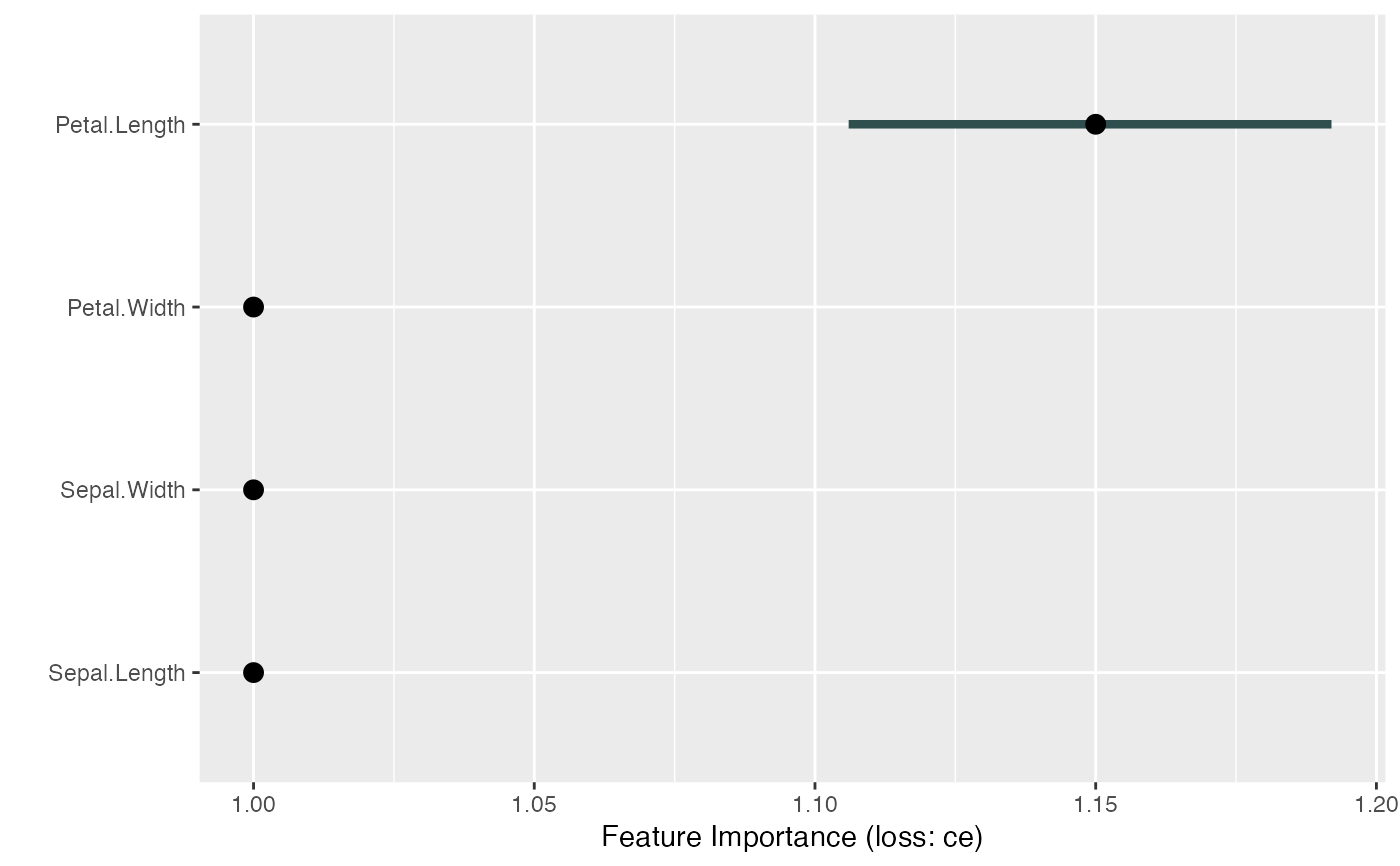 Petal.Length
Petal.Width
Sepal.Width
Sepal.Length
1.00 1.05 1.10 1.15 1.20
Feature Importance (loss: ce)